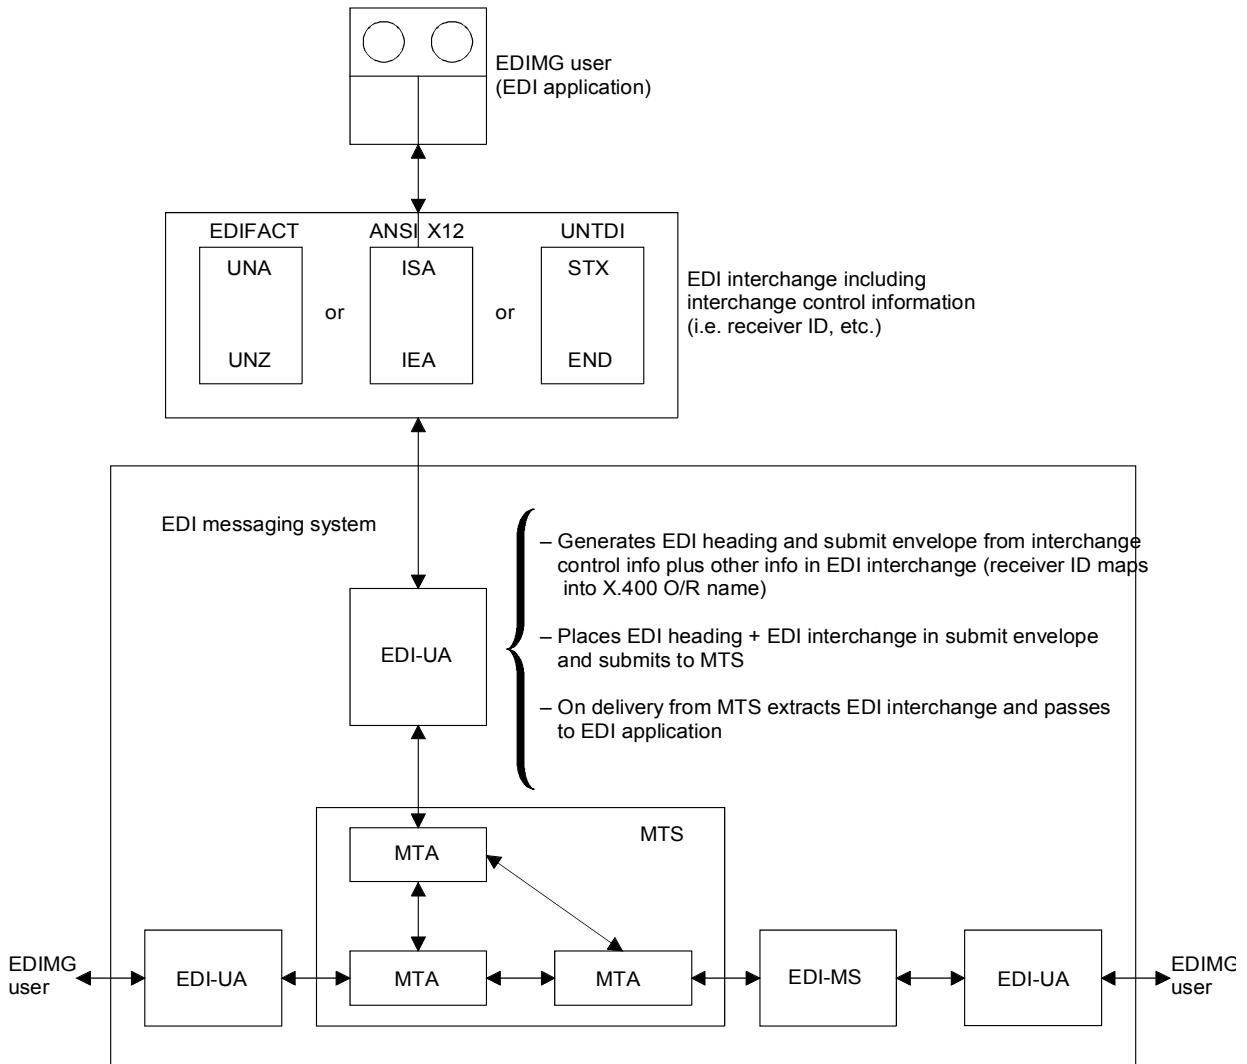 EDIMG user
(EDI application)
EDIFACT
ANSI X12
UNTDI
UNA
ISA
STX
or
or
UNZ
IEA
END
EDI interchange including
interchange control information
(i.e. receiver ID, etc.)
EDI messaging system
– Generates EDI heading and submit envelope from interchange
control info plus other info in EDI interchange (receiver ID maps
into X.400 O/R name)
EDI-UA
– Places EDI heading + EDI interchange in submit envelope
and submits to MTS
– On delivery from MTS extracts EDI interchange and passes
to EDI application
MTS
MTA
EDIMG
user
EDI-UA
MTA
MTA
EDI-MS
EDI-UA
EDIMG
user